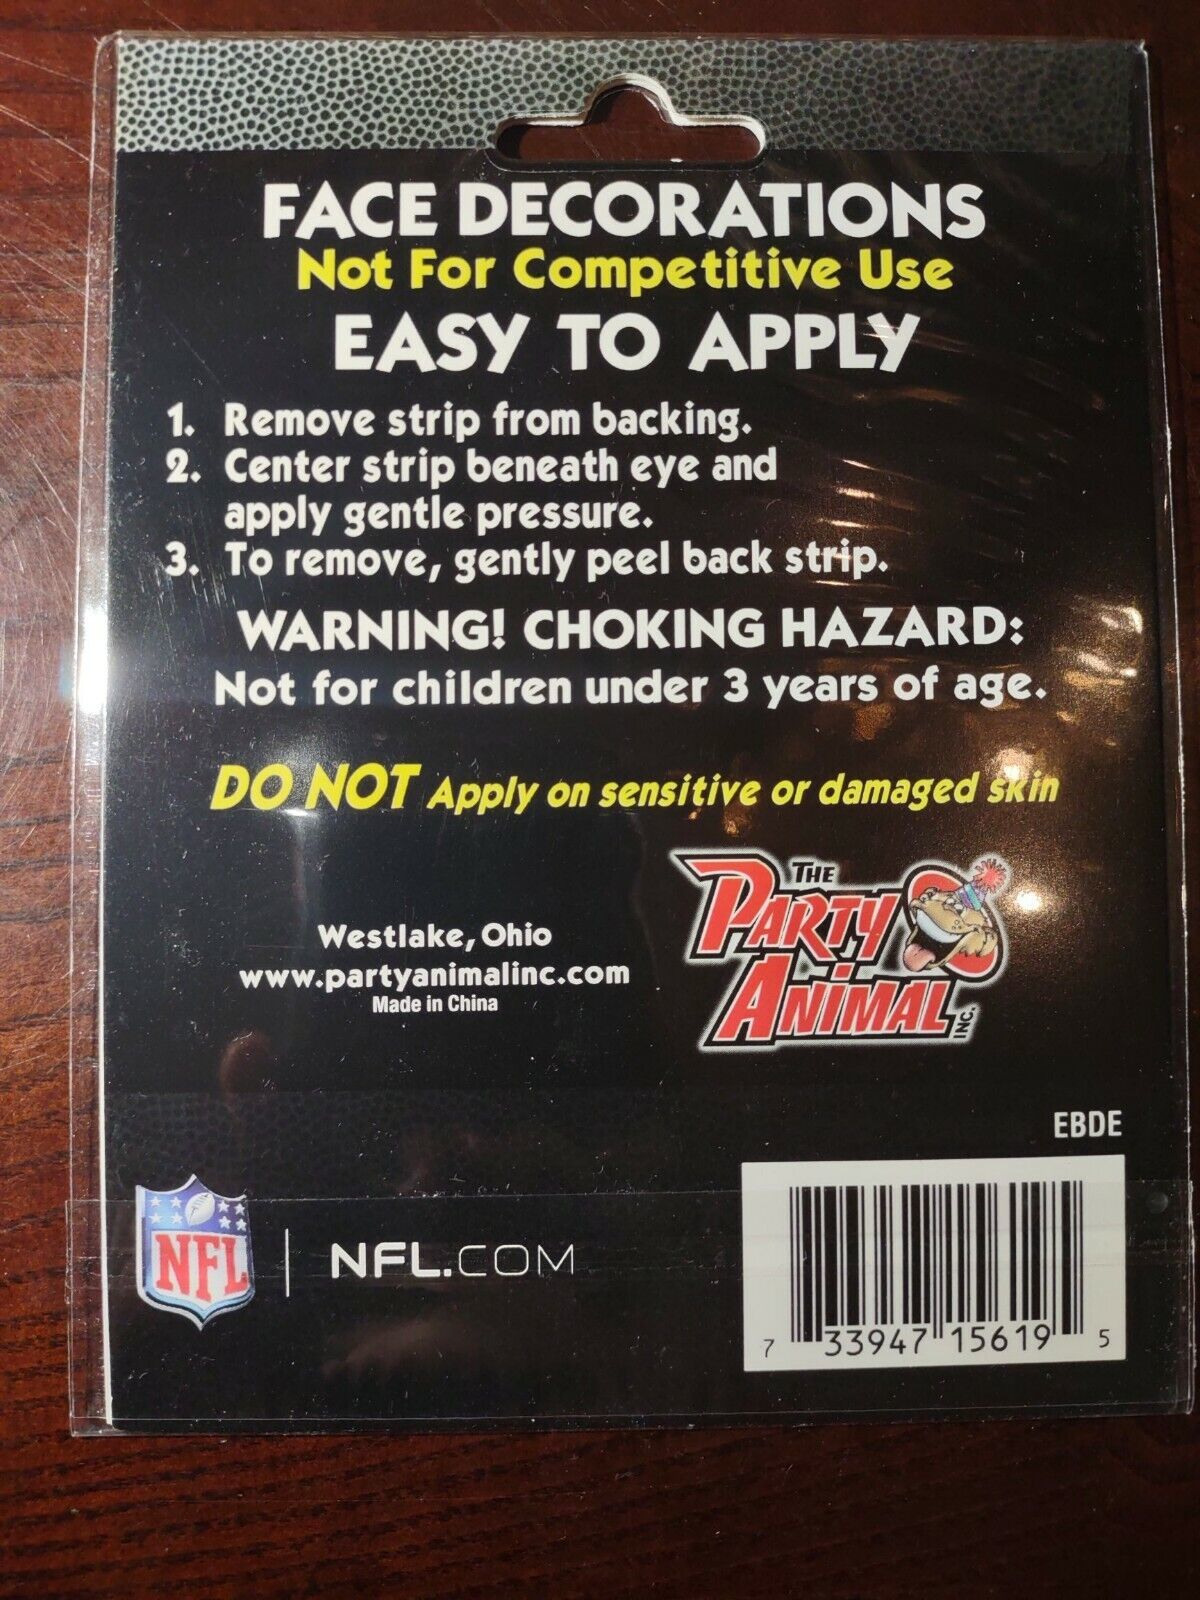 FACE DECORATIONS
Not For Competitive Use
EASY TO APPLY
1. Remove strip from backing.
2. Center strip beneath eye and
apply gentle pressure.
3. To remove, gently peel back strip.
WARNING! CHOKING HAZARD:
Not for children under 3 years of age.
DO NOT Apply on sensitive or damaged skin
Westlake, Ohio
www.partyanimalinc.com
Made in China
THE
PARTY
ANIMAL
INC.
EBDE
NFL
NFL.COM
7 33947 15619 5